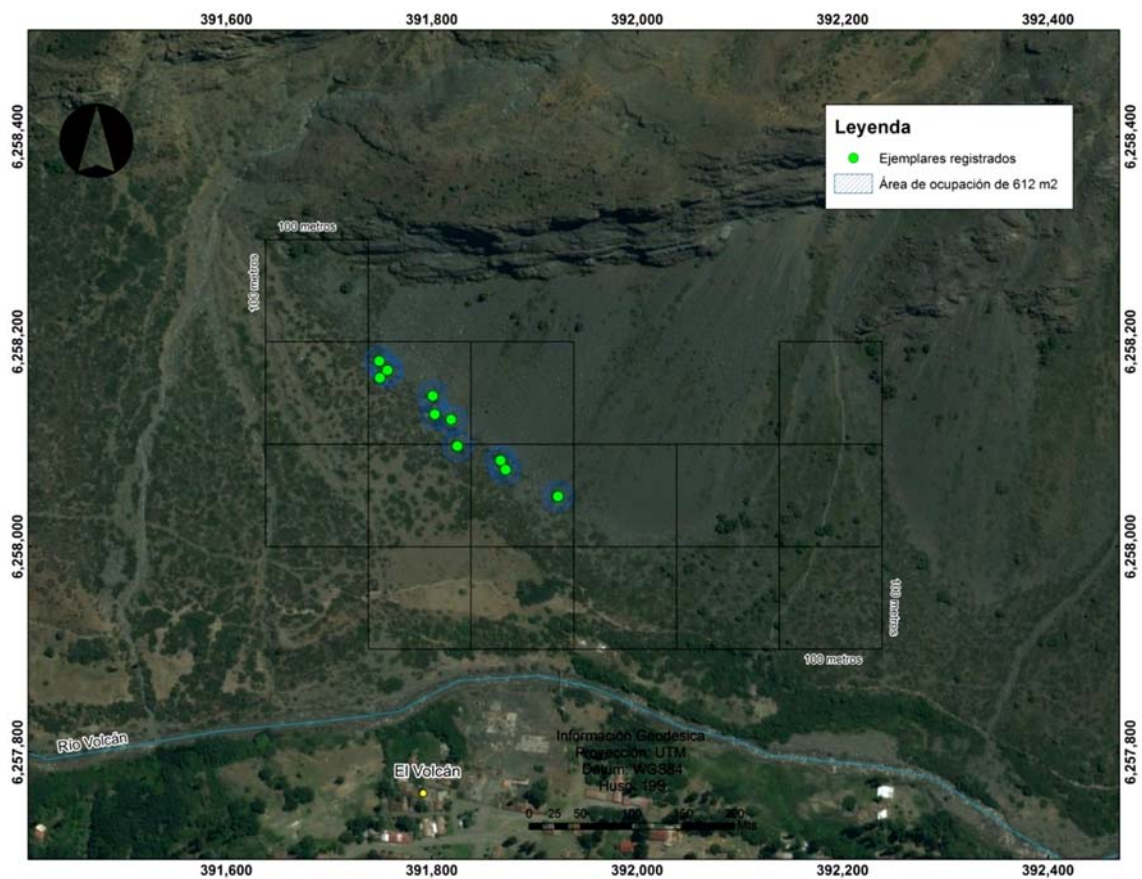 391,600 391,800 392,000 392,200 392,400
6,258,400
6,258,400
Leyenda
Ejemplares registrados
Área de ocupación de 612 m2
100 metros
100 metros
6,258,200
6,258,200
6,258,000
6,258,000
100 metros
100 metros
Río Volcán
6,257,800
6,257,800
El Volcán
Información Geodesica
Proyección: UTM
Datum: WGS84
Huso: 19S
0 25 50 100 150 200
Mts
391,600 391,800 392,000 392,200 392,400